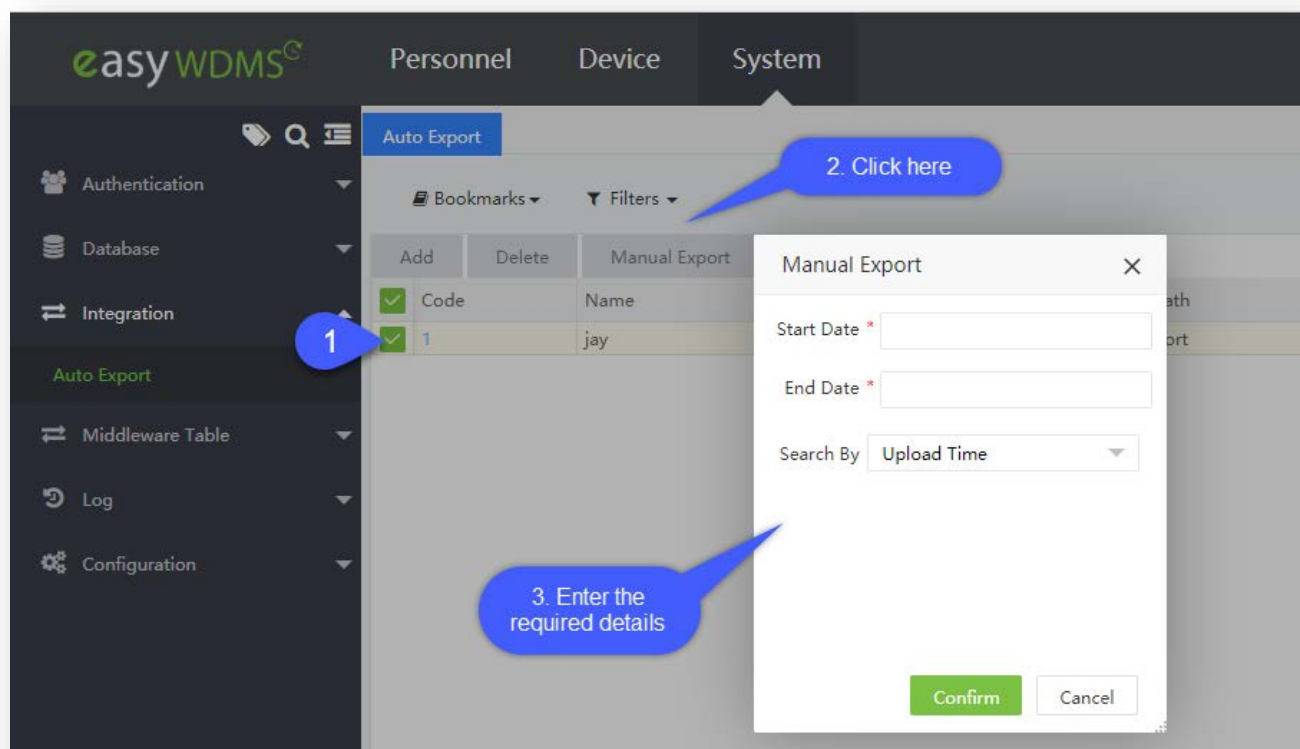 easy WDMS
Personnel
Device
System
Auto Export
2. Click here
Authentication
Bookmarks
Filters
Database
Add
Delete
Manual Export
Manual Export
Code
Name
ath
Integration
Start Date *
1
1
jay
ort
Auto Export
End Date *
Middleware Table
Search By
Upload Time
Log
Configuration
3. Enter the
required details
Confirm
Cancel